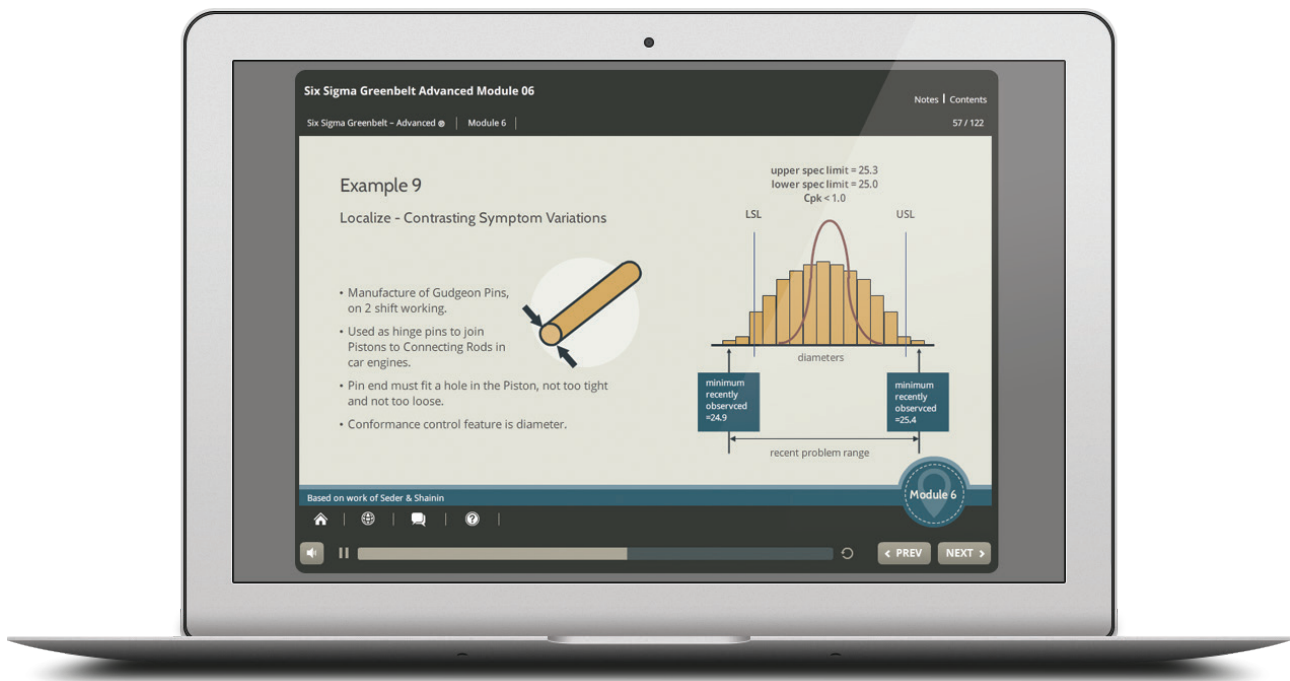 Six Sigma Greenbelt Advanced Module 06
Notes | Contents
Six Sigma Greenbelt – Advanced | Module 6 |
57 / 122
Example 9
Localize - Contrasting Symptom Variations
• Manufacture of Gudgeon Pins,
on 2 shift working.
• Used as hinge pins to join
Pistons to Connecting Rods in
car engines.
• Pin end must fit a hole in the Piston, not too tight
and not too loose.
• Conformance control feature is diameter.
upper spec limit = 25.3
lower spec limit = 25.0
Cpk < 1.0
LSL
USL
diameters
minimum
recently
observced
=24.9
minimum
recently
observced
=25.4
recent problem range
Based on work of Seder & Shainin
Module 6
< PREV
NEXT >